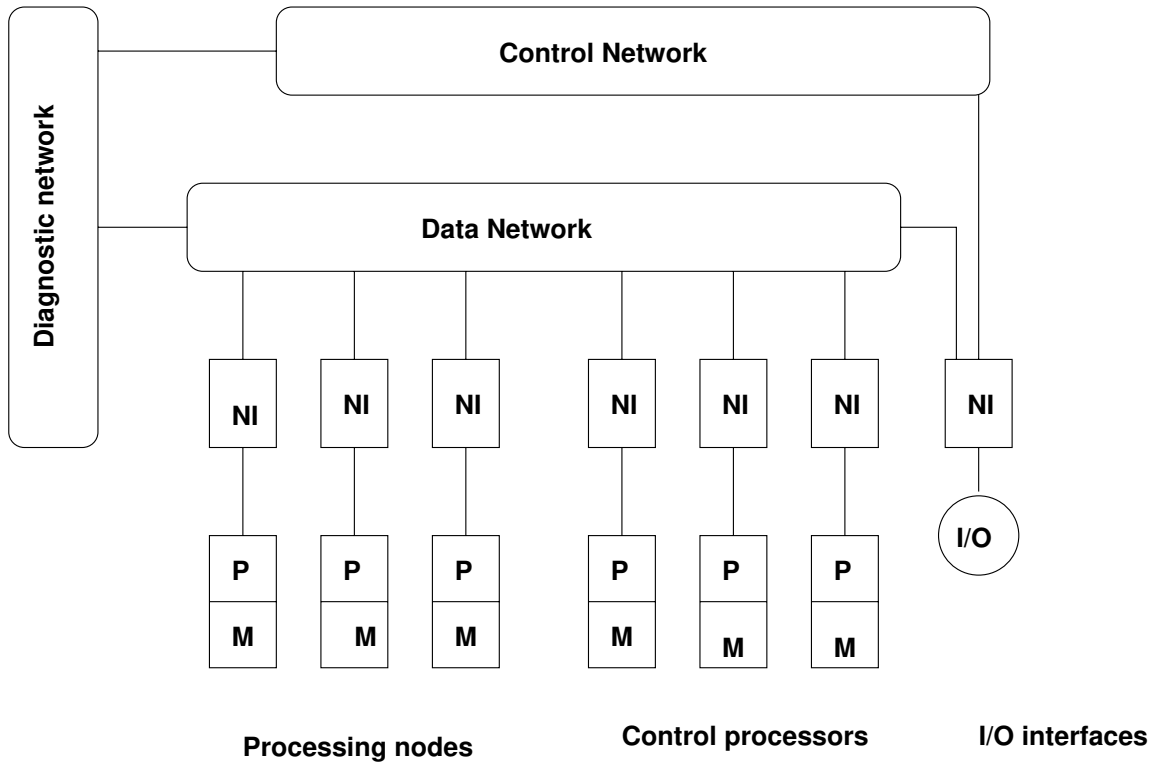 Control Network
Diagnostic network
Data Network
NI NI NI NI NI NI NI
I/O
P P P P P P
M M M M M M
Processing nodes
Control processors
I/O interfaces